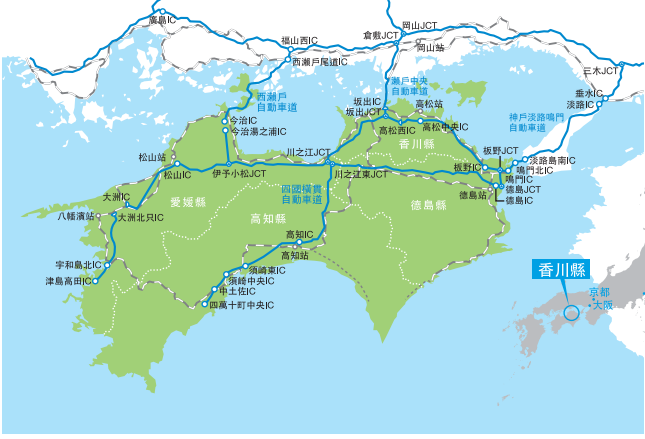 廣島IC
福山西IC
倉敷JCT
岡山JCT
岡山站
西瀨戶尾道IC
三木JCT
垂水IC
淡路IC
瀨戶中央
自動車道
西瀨戶
自動車道
坂出IC
坂出JCT
高松站
高松西IC
高松中央IC
香川縣
神戶淡路鳴門
自動車道
今治IC
今治湯之浦IC
川之江JCT
川之江東JCT
板野JCT
板野IC
淡路島南IC
鳴門北IC
鳴門IC
德島JCT
德島站
德島IC
松山站
松山IC
伊予小松JCT
四國橫貫
自動車道
大洲IC
愛媛縣
高知縣
德島縣
八幡濱站
大洲北只IC
高知IC
高知站
宇和島北IC
津島高田IC
須崎東IC
須崎中央IC
中土佐IC
四萬十町中央IC
香川縣
京都
大阪